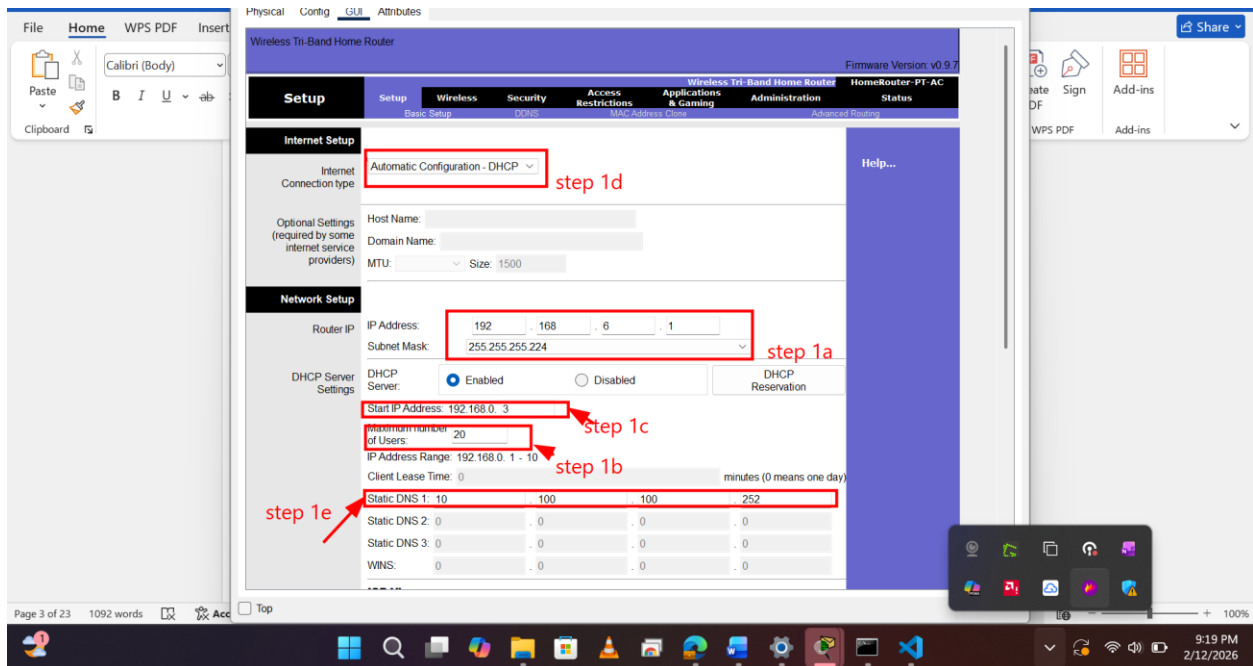 Physical Config GUI Attributes
File Home WPS PDF Insert
Share
Wireless Tri-Band Home Router
Firmware Version: v0.9.7
Calibri (Body)
Paste
B I U ab
Clipboard
Sign
Add-ins
WPS PDF
Add-ins
Wireless Tri-Band Home Router HomeRouter-PT-AC
Setup
Setup Wireless Security Access Restrictions Applications & Gaming Administration Status
Basic Setup DDNS MAC Address Clone Advanced Routing
Internet Setup
Help...
Internet Connection type
Automatic Configuration - DHCP
step 1d
Optional Settings (required by some internet service providers)
Host Name:
Domain Name:
MTU: Size: 1500
Network Setup
Router IP
IP Address: 192 . 168 . 6 . 1
Subnet Mask: 255.255.255.224
step 1a
DHCP Server Settings
DHCP Server: Enabled Disabled DHCP Reservation
Start IP Address: 192.168.0. 3
step 1c
Maximum number of Users: 20
IP Address Range: 192.168.0. 1 - 10
step 1b
Client Lease Time: 0 minutes (0 means one day)
Static DNS 1: 10 . 100 . 100 . 252
step 1e
Static DNS 2: 0 . 0 . 0 . 0
Static DNS 3: 0 . 0 . 0 . 0
WINS: 0 . 0 . 0 . 0
Top
Page 3 of 23 1092 words
100%
9:19 PM
2/12/2026